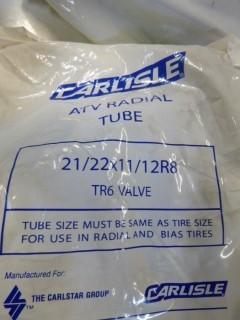 CARLISLE
ATV RADIAL
TUBE
21/22x11/12R8
TR6 VALVE
TUBE SIZE MUST BE SAME AS TIRE SIZE
FOR USE IN RADIAL AND BIAS TIRES
Manufactured For:
THE CARLSTAR GROUP
CARLISLE